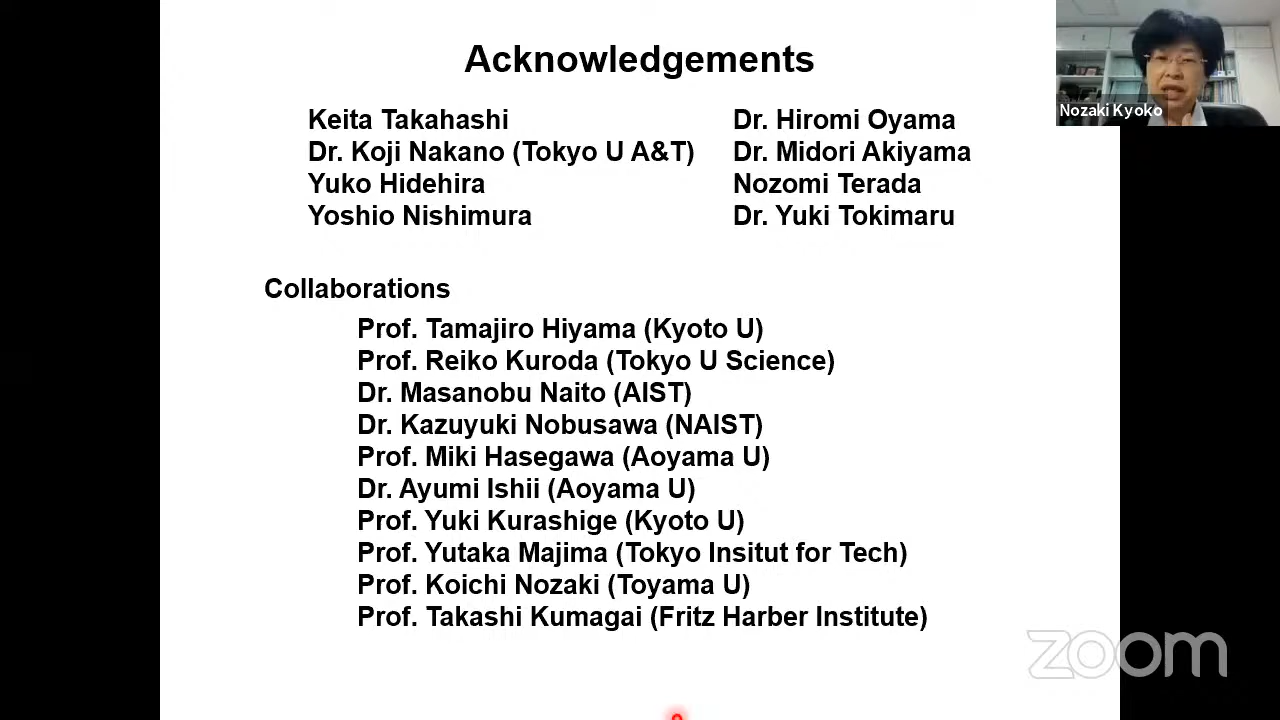 Acknowledgements
Keita Takahashi
Dr. Koji Nakano (Tokyo U A&T)
Yuko Hidehira
Yoshio Nishimura
Dr. Hiromi Oyama
Dr. Midori Akiyama
Nozomi Terada
Dr. Yuki Tokimaru
Collaborations
Prof. Tamajiro Hiyama (Kyoto U)
Prof. Reiko Kuroda (Tokyo U Science)
Dr. Masanobu Naito (AIST)
Dr. Kazuyuki Nobusawa (NAIST)
Prof. Miki Hasegawa (Aoyama U)
Dr. Ayumi Ishii (Aoyama U)
Prof. Yuki Kurashige (Kyoto U)
Prof. Yutaka Majima (Tokyo Insitut for Tech)
Prof. Koichi Nozaki (Toyama U)
Prof. Takashi Kumagai (Fritz Harber Institute)
Nozaki Kyoko
zoom